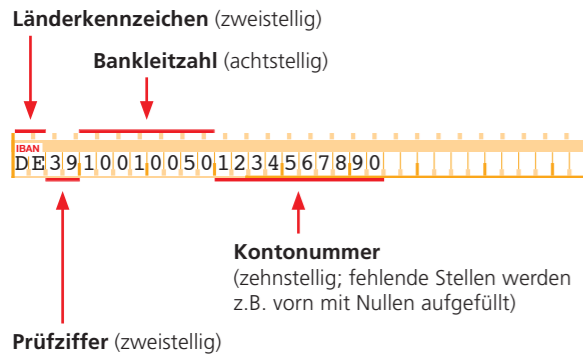 Länderkennzeichen (zweistellig)
Bankleitzahl (achtstellig)
IBAN
DE39100100501234567890
Kontonummer
(zehnstellig; fehlende Stellen werden
z.B. vorn mit Nullen aufgefüllt)
Prüfziffer (zweistellig)